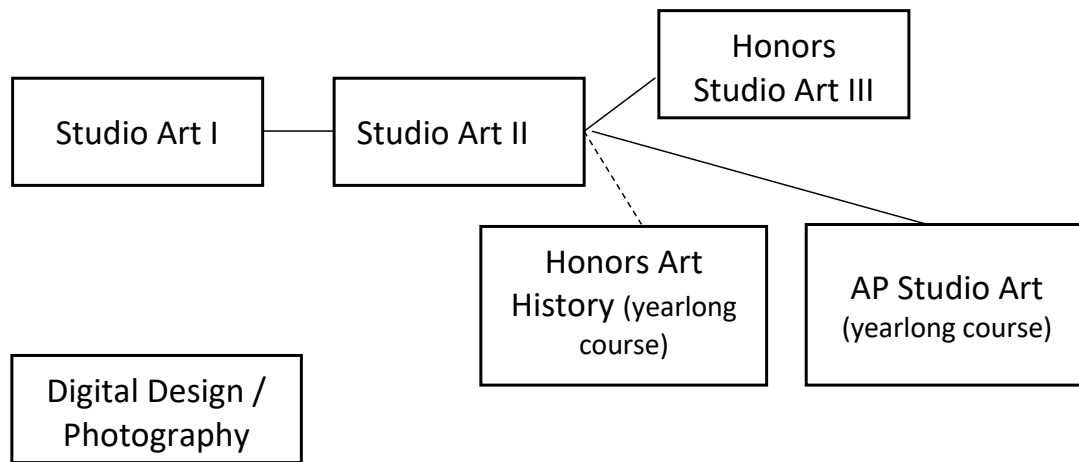 Studio Art I
Studio Art II
Honors
Studio Art III
Honors Art
History (yearlong
course)
AP Studio Art
(yearlong course)
Digital Design /
Photography